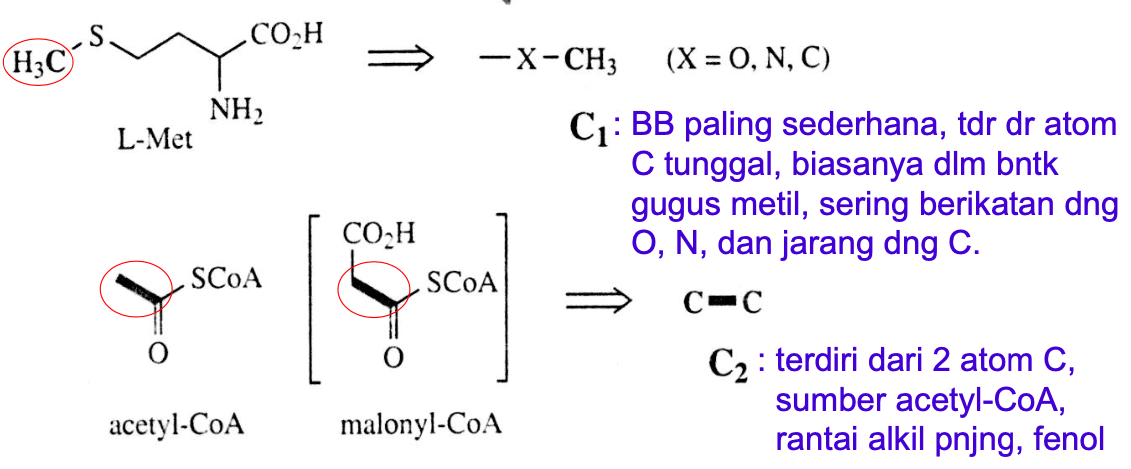 H₃C S CO₂H
NH₂
L-Met
—X–CH₃ (X = O, N, C)
C₁: BB paling sederhana, tdr dr atom
C tunggal, biasanya dlm bntk
gugus metil, sering berikatan dng
O, N, dan jarang dng C.
SCoA
O
acetyl-CoA
CO₂H
SCoA
O
malonyl-CoA
C–C
C₂ : terdiri dari 2 atom C,
sumber acetyl-CoA,
rantai alkil pnjng, fenol